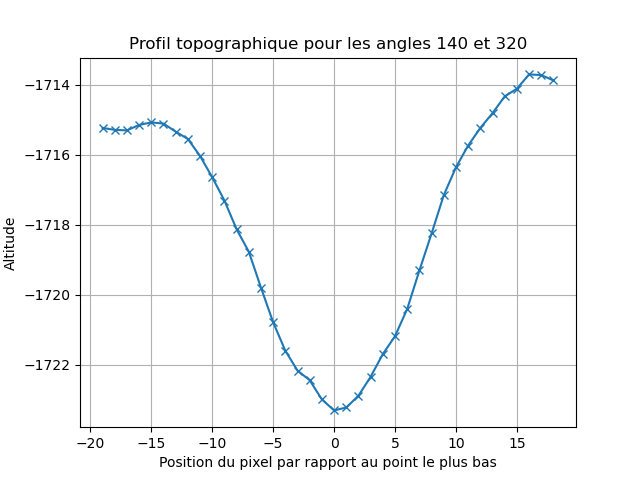 Profil topographique pour les angles 140 et 320
−1714
−1716
−1718
−1720
−1722
Altitude
−20 −15 −10 −5 0 5 10 15
Position du pixel par rapport au point le plus bas